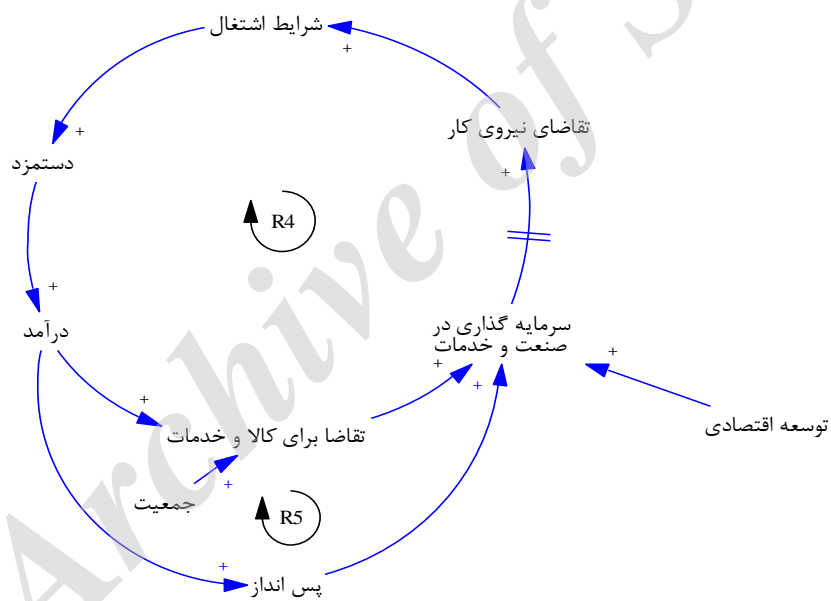 شرایط اشتغال
+
تقاضای نیروی کار
+
+
دستمزد
R4
+
درآمد
سرمایه گذاری در
صنعت و خدمات
+
+
+
+
توسعه اقتصادی
تقاضا برای کالا و خدمات
+
جمعیت
R5
+
پس انداز
Archive of S